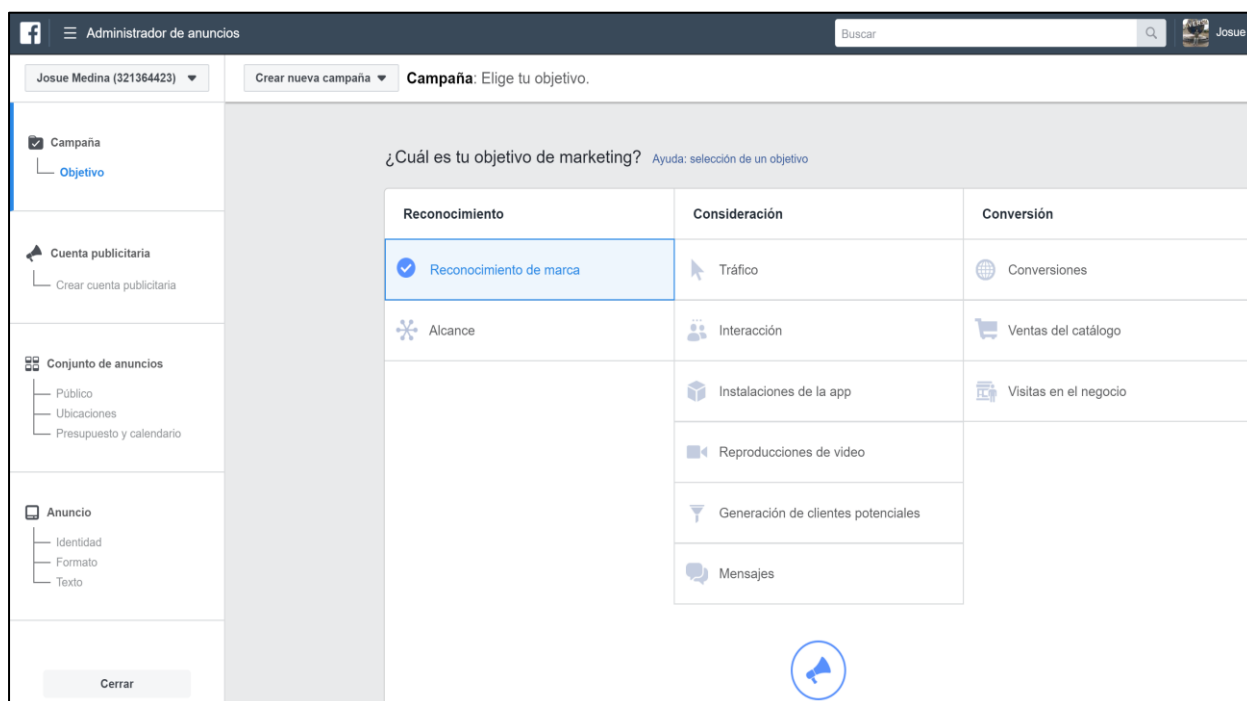 Administrador de anuncios
Buscar
Josue
Josue Medina (321364423)
Crear nueva campaña
Campaña: Elige tu objetivo.
Campaña
Objetivo
Cuenta publicitaria
Crear cuenta publicitaria
Conjunto de anuncios
Público
Ubicaciones
Presupuesto y calendario
Anuncio
Identidad
Formato
Texto
Cerrar
¿Cuál es tu objetivo de marketing? Ayuda: selección de un objetivo
Reconocimiento
Consideración
Conversión
Reconocimiento de marca
Tráfico
Conversiones
Alcance
Interacción
Ventas del catálogo
Instalaciones de la app
Visitas en el negocio
Reproducciones de video
Generación de clientes potenciales
Mensajes